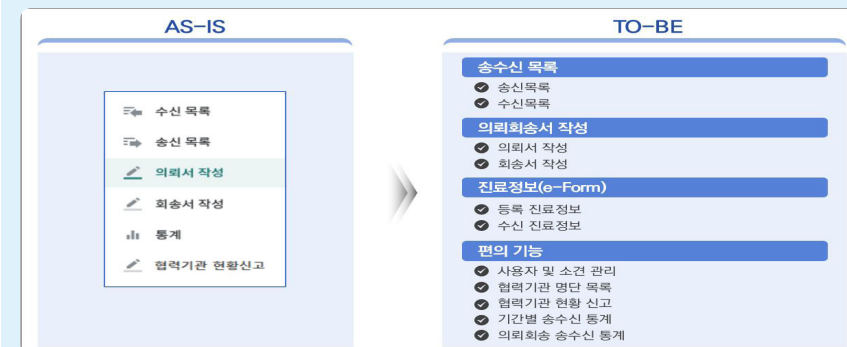 AS-IS
수신 목록
송신 목록
의뢰서 작성
회송서 작성
통계
협력기관 현황신고
TO-BE
송수신 목록
송신목록
수신목록
의뢰회송서 작성
의뢰서 작성
회송서 작성
진료정보(e-Form)
등록 진료정보
수신 진료정보
편의 기능
사용자 및 소견 관리
협력기관 명단 목록
협력기관 현황 신고
기간별 송수신 통계
의뢰회송 송수신 통계